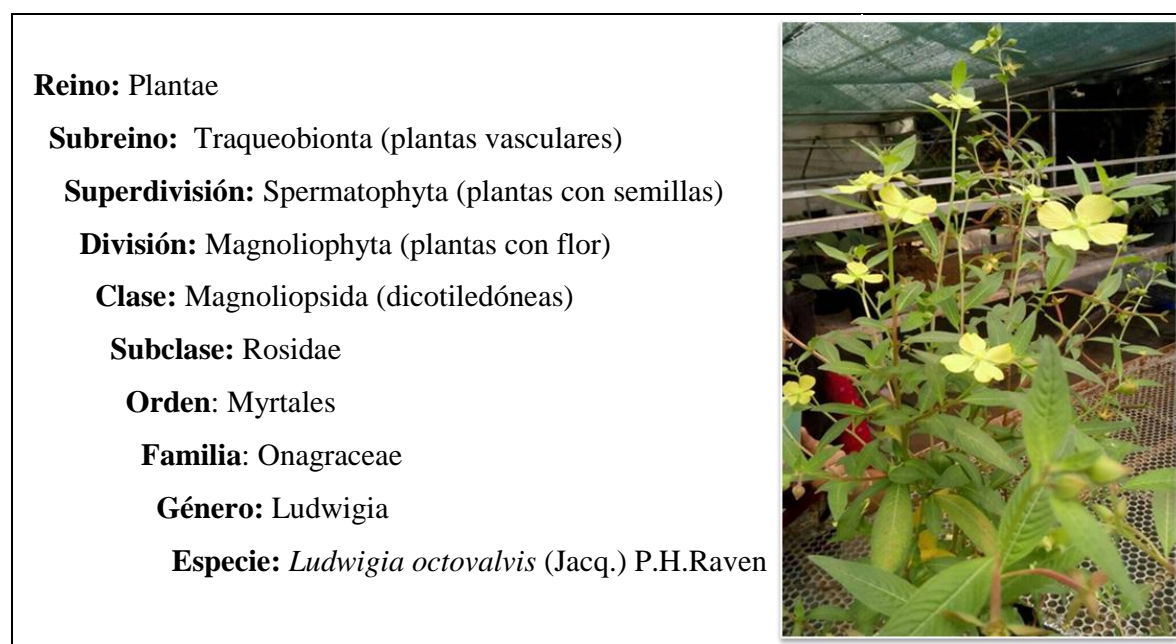 Reino: Plantae
Subreino: Traqueobionta (plantas vasculares)
Superdivisión: Spermatophyta (plantas con semillas)
División: Magnoliophyta (plantas con flor)
Clase: Magnoliopsida (dicotiledóneas)
Subclase: Rosidae
Orden: Myrtales
Familia: Onagraceae
Género: Ludwigia
Especie: Ludwigia octovalvis (Jacq.) P.H.Raven